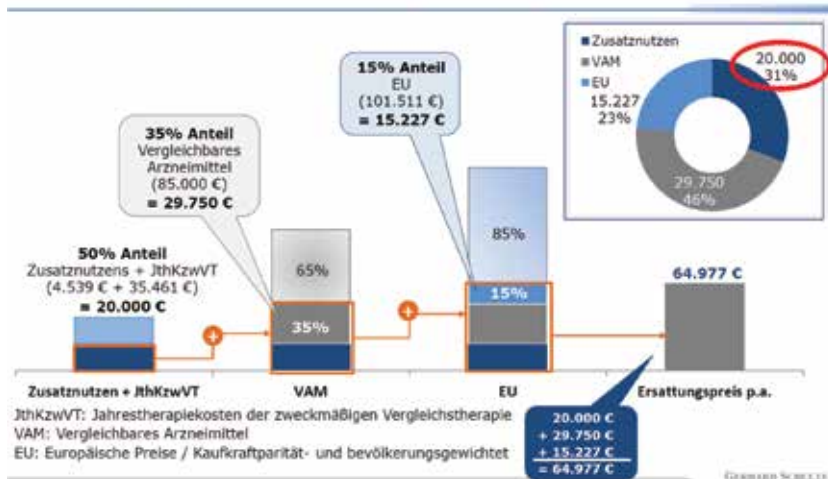 50% Anteil
Zusatznutzens + JthKzwVT
(4.539 € + 35.461 €)
= 20.000 €
35% Anteil
Vergleichbares
Arzneimittel
(85.000 €)
= 29.750 €
15% Anteil
EU
(101.511 €)
= 15.227 €
Zusatznutzen
VAM
EU
20.000
31%
15.227
23%
29.750
46%
65%
35%
85%
15%
64.977 €
Zusatznutzen + JthKzwVT
VAM
EU
Ersattungspreis p.a.
JthKzwVT: Jahrestherapiekosten der zweckmäßigen Vergleichstherapie
VAM: Vergleichbares Arzneimittel
EU: Europäische Preise / Kaufkraftparität- und bevölkerungsgewichtet
20.000 €
+ 29.750 €
+ 15.227 €
= 64.977 €